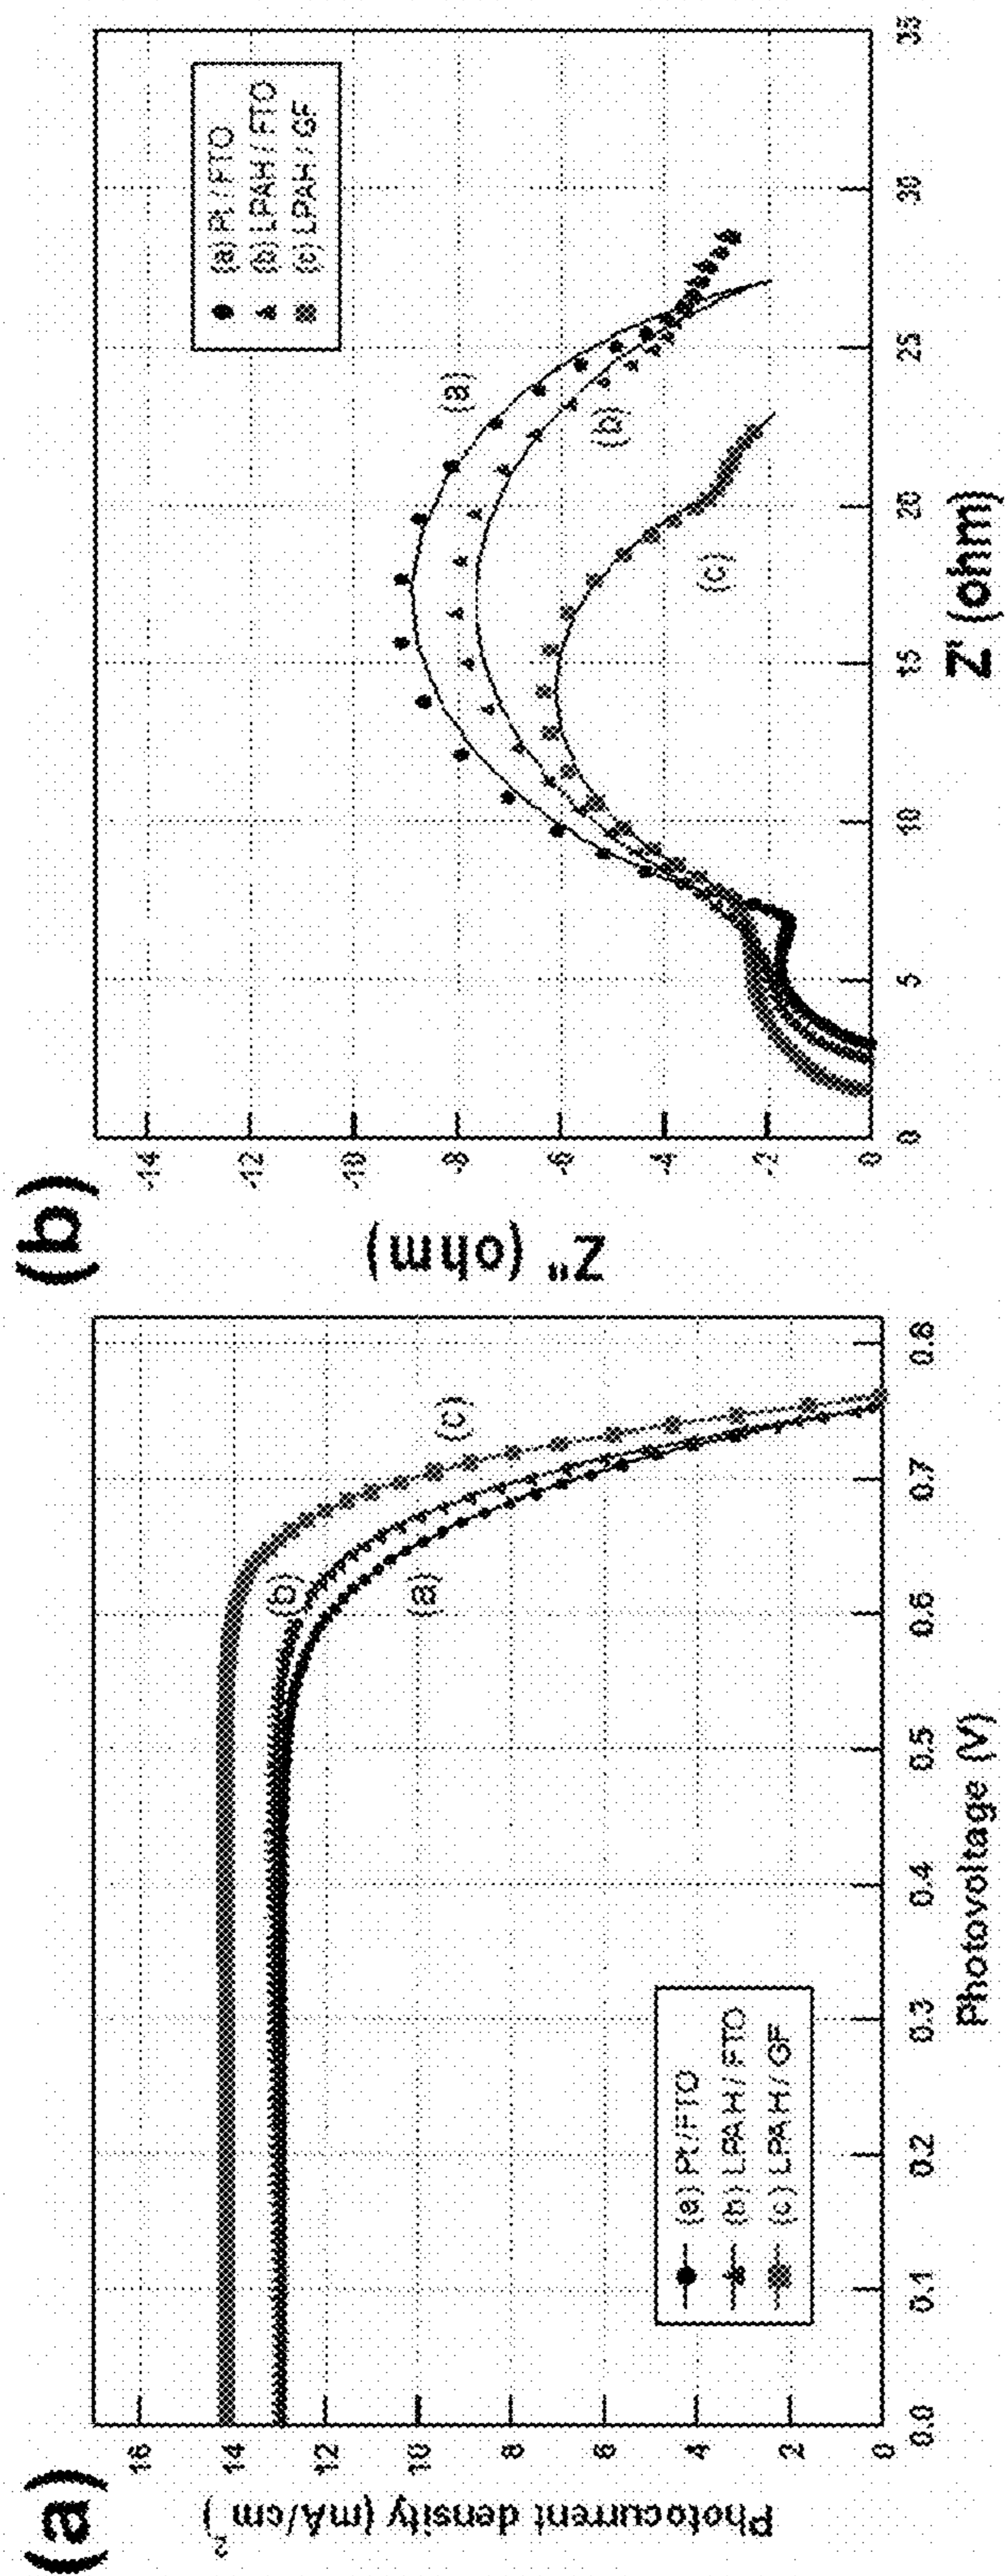 (a)
Photocurrent density (mA/cm²)
16
14
12
10
8
6
4
2
0
0.0
0.1
0.2
0.3
0.4
0.5
0.6
0.7
0.8
Photovoltage (V)
(a) Pt/FTO
(b) LPAH/FTO
(c) LPAH/GF
(a)
(b)
(c)
(b)
Z'' (ohm)
-14
-12
-10
-8
-6
-4
-2
0
0
5
10
15
20
25
30
35
Z' (ohm)
(a) Pt/FTO
(b) LPAH/FTO
(c) LPAH/GF
(a)
(b)
(c)